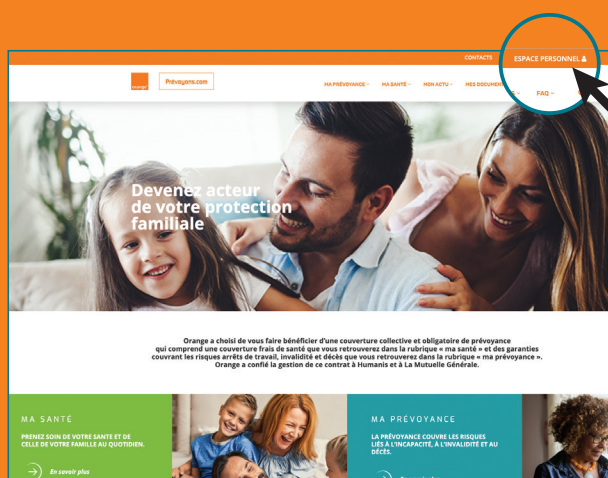 CONTACTS
ESPACE PERSONNEL
orange
Prévoyons.com
MA PRÉVOYANCE
MA SANTÉ
MON ACTU
MES DOCUMEN
FAQ
Devenez acteur
de votre protection
familiale
Orange a choisi de vous faire bénéficier d'une couverture collective et obligatoire de prévoyance
qui comprend une couverture frais de santé que vous retrouverez dans la rubrique « ma santé » et des garanties
couvrant les risques arrêts de travail, invalidité et décès que vous retrouverez dans la rubrique « ma prévoyance ».
Orange a confié la gestion de ce contrat à Humanis et à La Mutuelle Générale.
MA SANTÉ
PRENEZ SOIN DE VOTRE SANTE ET DE
CELLE DE VOTRE FAMILLE AU QUOTIDIEN.
En savoir plus
MA PRÉVOYANCE
LA PRÉVOYANCE COUVRE LES RISQUES
LIÉS À L'INCAPACITÉ, À L'INVALIDITÉ ET AU
DÉCÈS.